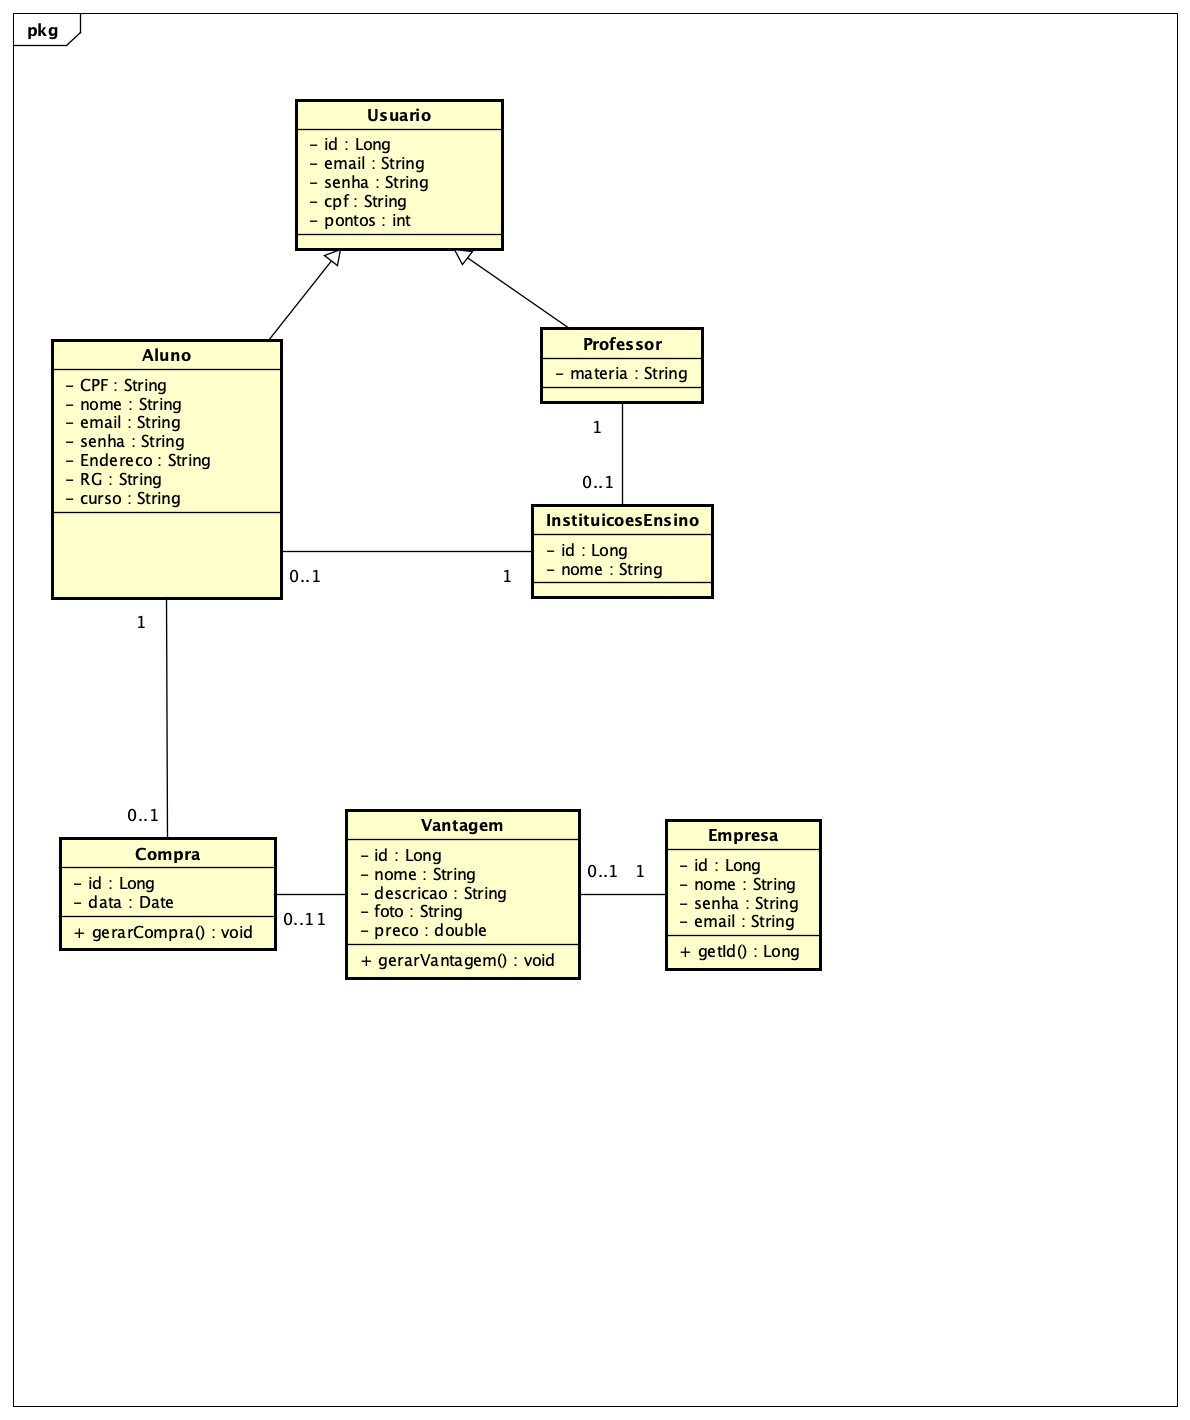 pkg
Usuario
- id : Long
- email : String
- senha : String
- cpf : String
- pontos : int
Aluno
- CPF : String
- nome : String
- email : String
- senha : String
- Endereco : String
- RG : String
- curso : String
Professor
- materia : String
1
0..1
InstituicoesEnsino
- id : Long
- nome : String
0..1
1
1
0..1
Compra
- id : Long
- data : Date
+ gerarCompra() : void
0..1 1
Vantagem
- id : Long
- nome : String
- descricao : String
- foto : String
- preco : double
+ gerarVantagem() : void
0..1 1
Empresa
- id : Long
- nome : String
- senha : String
- email : String
+ getId() : Long